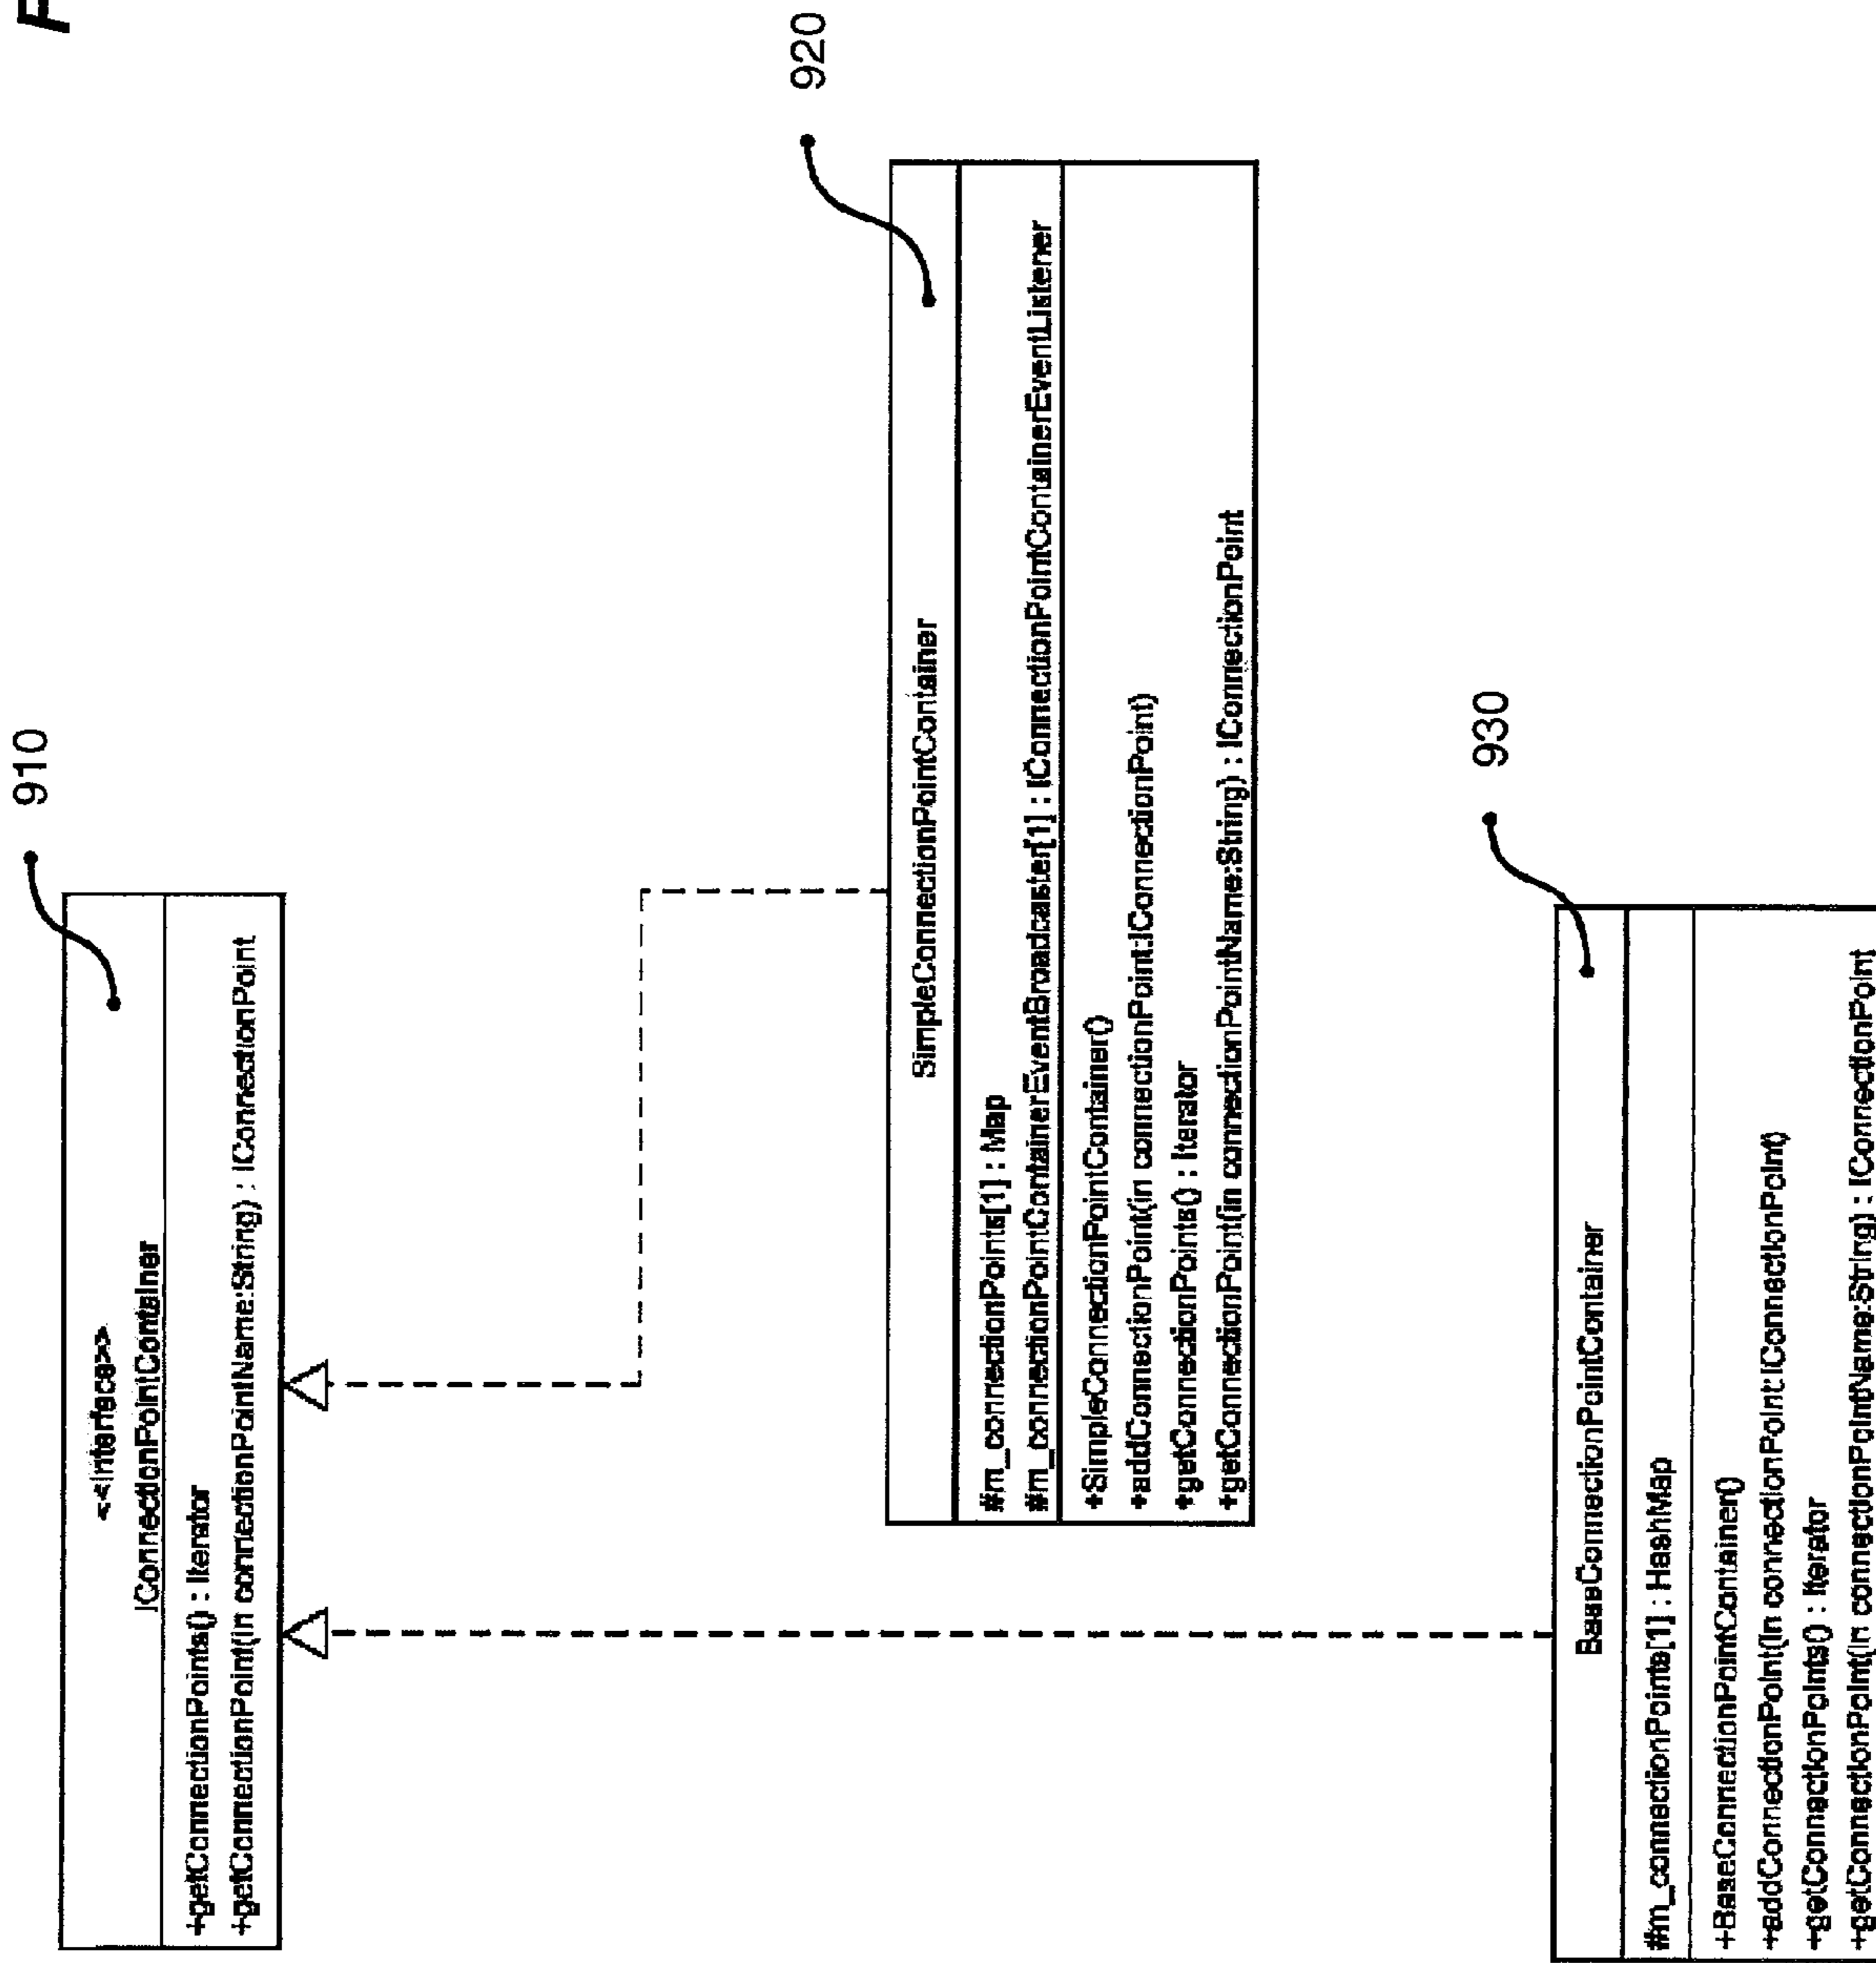 910
<<Interface>>
IConnectionPointContainer
+getConnectionPoints() : Iterator
+getConnectionPoint(in connectionPointName:String) : IConnectionPoint
920
SimpleConnectionPointContainer
#m_connectionPoints[1] : Map
#m_connectionPointContainerEventBroadcaster[1] : IConnectionPointContainerEventListener
+SimpleConnectionPointContainer()
+addConnectionPoint(in connectionPoint:IConnectionPoint)
+getConnectionPoints() : Iterator
+getConnectionPoint(in connectionPointName:String) : IConnectionPoint
930
BaseConnectionPointContainer
#m_connectionPoints[1] : HashMap
+BaseConnectionPointContainer()
+addConnectionPoint(in connectionPoint:IConnectionPoint)
+getConnectionPoints() : Iterator
+getConnectionPoint(in connectionPointName:String) : IConnectionPoint